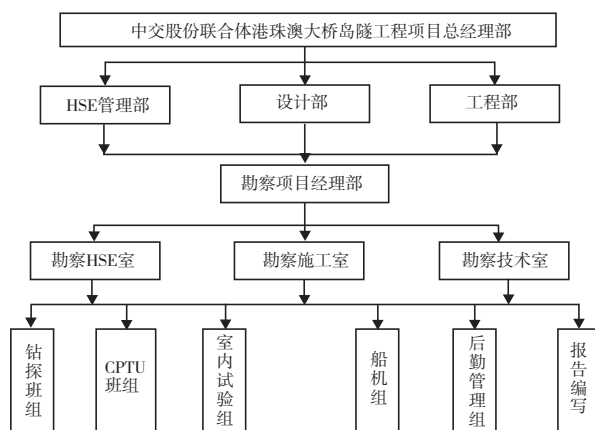 中交股份联合体港珠澳大桥岛隧工程项目总经理部
HSE管理部
设计部
工程部
勘察项目经理部
勘察HSE室
勘察施工室
勘察技术室
钻探班组
CPTU
班组
室内试验组
船机组
后勤管理组
报告编写